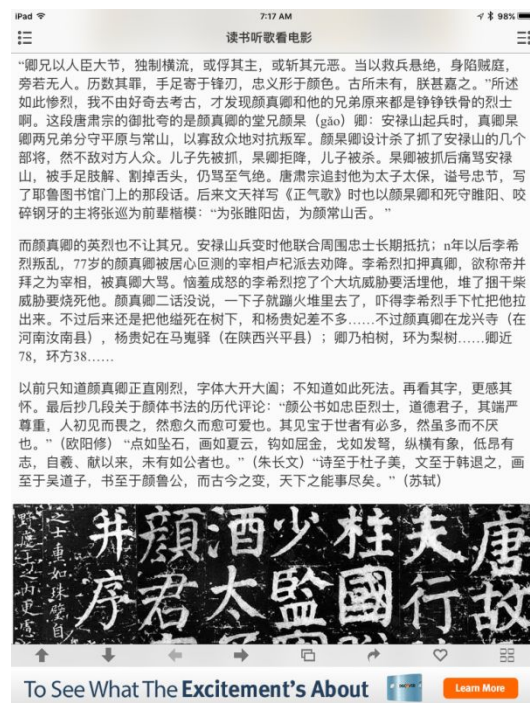 iPad 7:17 AM 98%
读书听歌看电影
“卿兄以人臣大节，独制横流，或俘其主，或斩其元恶。当以救兵悬绝，身陷贼庭，
旁若无人。历数其罪，手足寄于锋刃，忠义形于颜色。古所未有，朕甚嘉之。”所述
如此惨烈，我不由好奇去考古，才发现颜真卿和他的兄弟原来都是铮铮铁骨的烈士
啊。这段唐肃宗的御批夸的是颜真卿的堂兄颜杲（gǎo）卿：安禄山起兵时，真卿杲
卿两兄弟分守平原与常山，以寡敌众地对抗叛军。颜杲卿设计杀了抓了安禄山的几个
部将，然不敌对方人众。儿子先被抓，杲卿拒降，儿子被杀。杲卿被抓后痛骂安禄
山，被手足肢解、割掉舌头，仍骂至气绝。唐肃宗追封他为太子太保，谥号忠节，写
了耶鲁图书馆门上的那段话。后来文天祥写《正气歌》时也以颜杲卿和死守睢阳、咬
碎钢牙的主将张巡为前辈楷模：“为张睢阳齿，为颜常山舌。 ”
而颜真卿的英烈也不让其兄。安禄山兵变时他联合周围忠士长期抵抗；n年以后李希
烈叛乱，77岁的颜真卿被居心叵测的宰相卢杞派去劝降。李希烈扣押真卿，欲称帝并
拜之为宰相，被真卿大骂。恼羞成怒的李希烈挖了个大坑威胁要活埋他，堆了捆干柴
威胁要烧死他。颜真卿二话没说，一下子就蹦火堆里去了，吓得李希烈手下忙把他拉
出来。不过后来还是把他缢死在树下，和杨贵妃差不多……不过颜真卿在龙兴寺（在
河南汝南县），杨贵妃在马嵬驿（在陕西兴平县）；卿乃柏树，环为梨树……卿近
78，环方38……
以前只知道颜真卿正直刚烈，字体大开大阖；不知道如此死法。再看其字，更感其
怀。最后抄几段关于颜体书法的历代评论：“颜公书如忠臣烈士，道德君子，其端严
尊重，人初见而畏之，然愈久而愈可爱也。其见宝于世者有必多，然虽多而不厌
也。”（欧阳修） “点如坠石，画如夏云，钩如屈金，戈如发弩，纵横有象，低昂有
志，自羲、献以来，未有如公者也。”（朱长文）“诗至于杜子美，文至于韩退之，画
至于吴道子，书至于颜鲁公，而古今之变，天下之能事尽矣。”（苏轼）
唐故
夫行
柱國
少監
酒太
顔君
并序
之士真如珠璧自
To See What The Excitement's About
Learn More